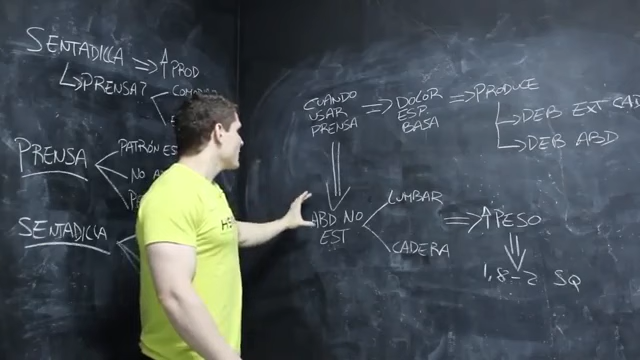 SENTADILLA ⇒ ↑ PROD
↳ PRENSA?
PRENSA
PATRÓN
NO
SENTADILLA
CUANDO
USAR
PRENSA
⇒ DOLOR
ESP
BASA
⇒ PRODUCE
→ DEB EXT CAD
→ DEB ABD
ABD NO
EST
LUMBAR
CADERA
⇒ ↑ PESO
1,8-2 SQ